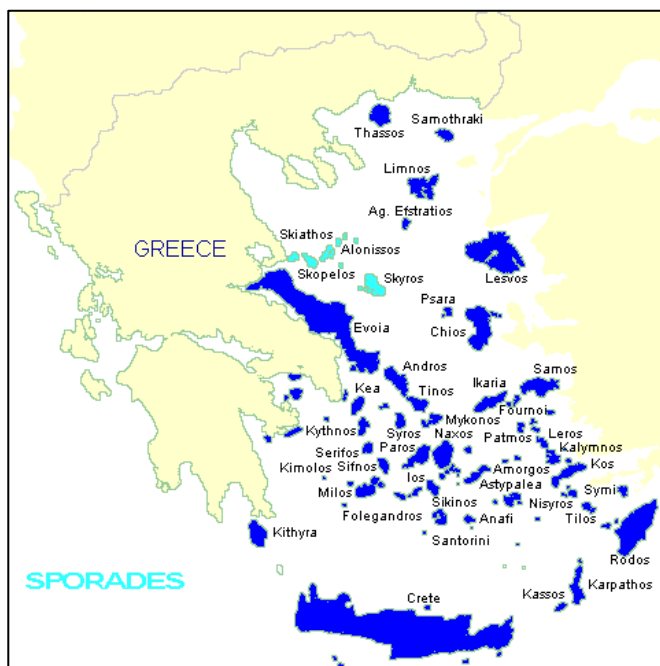 Thassos
Samothraki
Limnos
Ag. Efstratios
Skiathos
Alonissos
GREECE
Skopelos
Skyros
Lesvos
Psara
Chios
Evoia
Andros
Samos
Kea
Tinos
Ikaria
Fournoi
Kythnos
Syros
Mykonos
Naxos
Patmos
Leros
Serifos
Paros
Kalymnos
Kimolos
Sifnos
Ios
Amorgos
Kos
Astypalea
Milos
Sikinos
Nisyros
Symi
Folegandros
Anafi
Tilos
Kithyra
Santorini
Rodos
SPORADES
Kassos
Karpathos
Crete